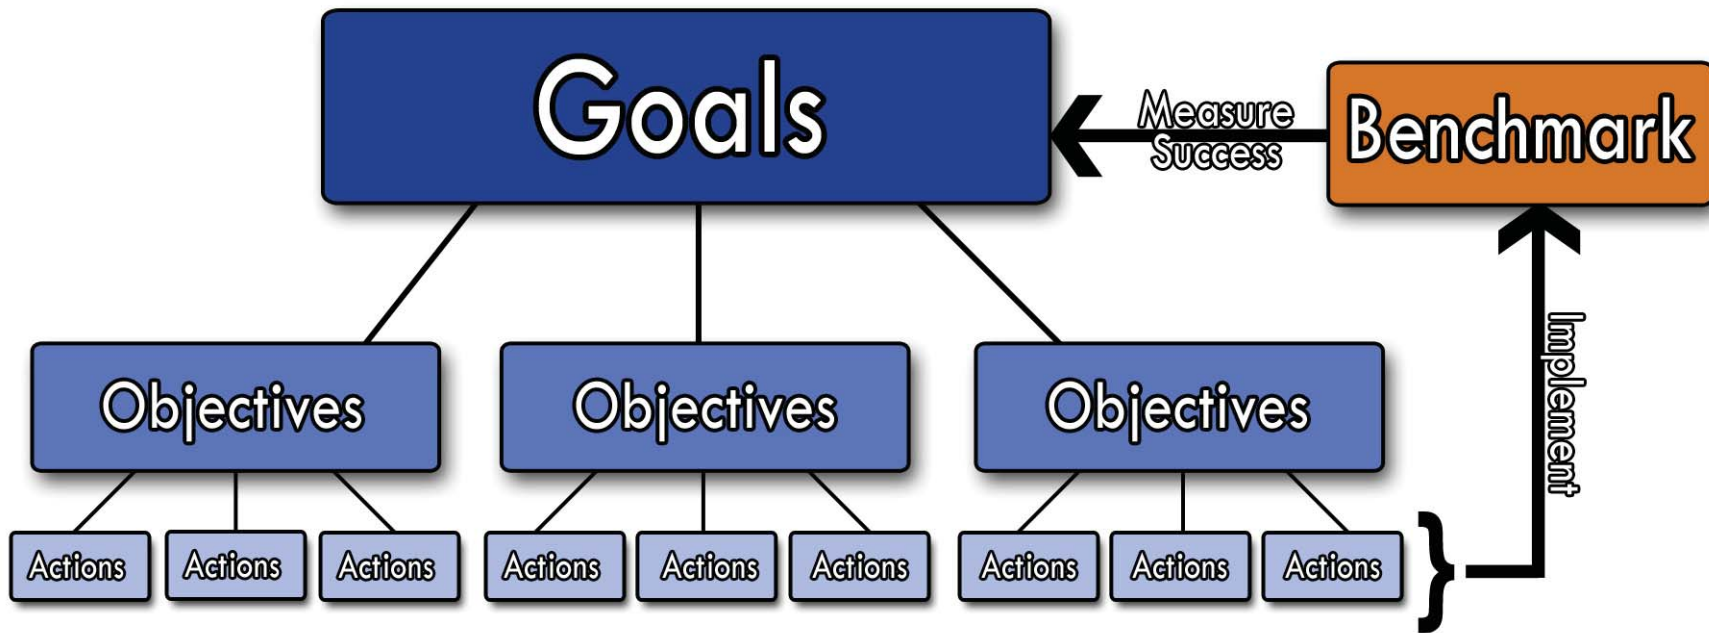 Goals
Measure
Success
Benchmark
Implement
Objectives
Objectives
Objectives
Actions
Actions
Actions
Actions
Actions
Actions
Actions
Actions
Actions